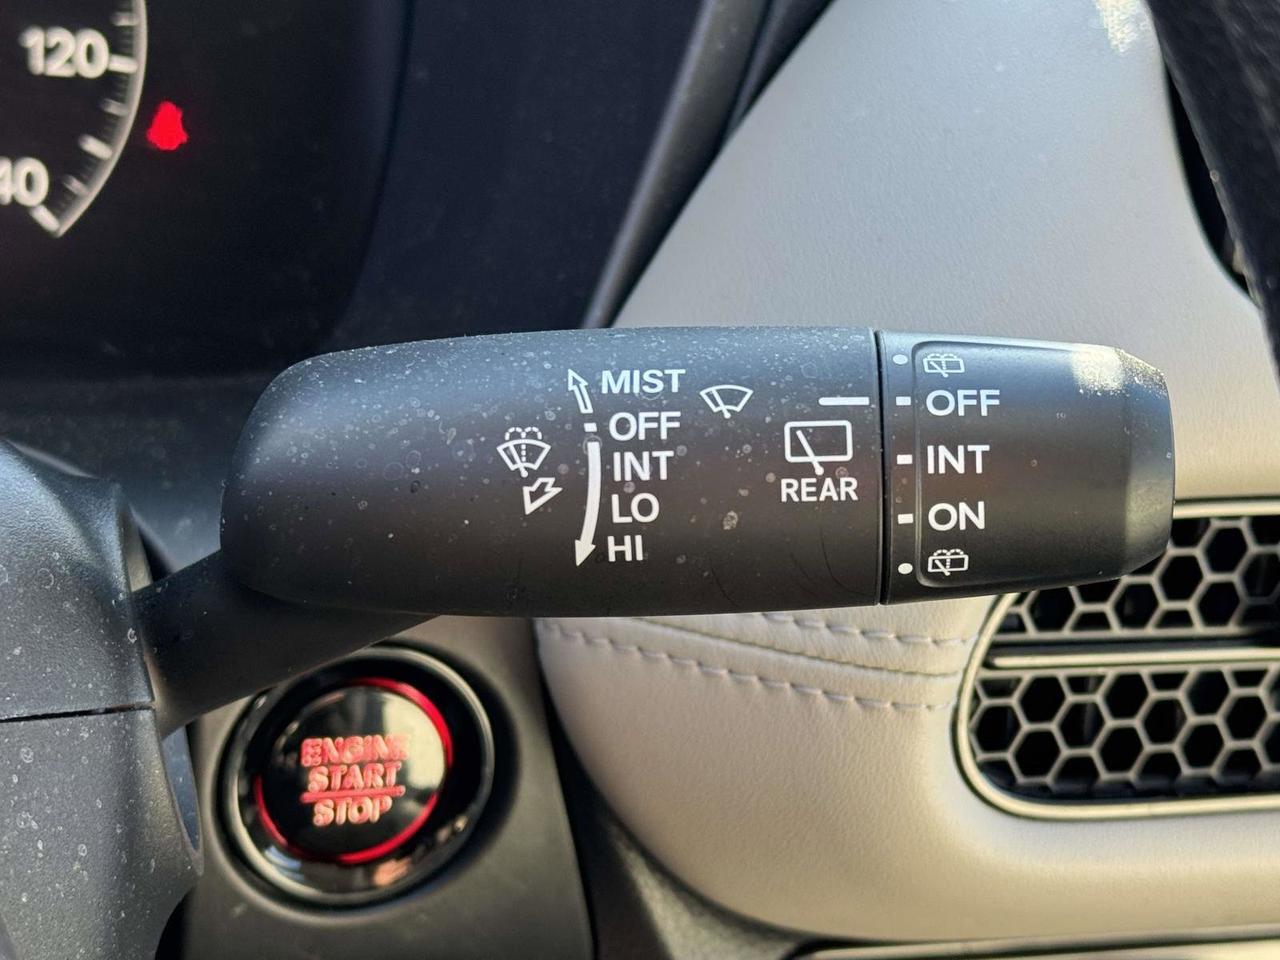 120
40
MIST
OFF
INT
LO
HI
REAR
OFF
INT
ON
ENGINE
START
STOP